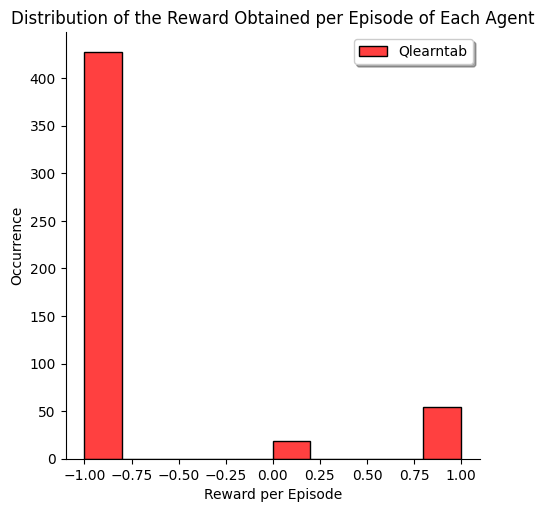 Distribution of the Reward Obtained per Episode of Each Agent
Qlearntab
Occurrence
400
350
300
250
200
150
100
50
0
−1.00 −0.75 −0.50 −0.25 0.00 0.25 0.50 0.75 1.00
Reward per Episode